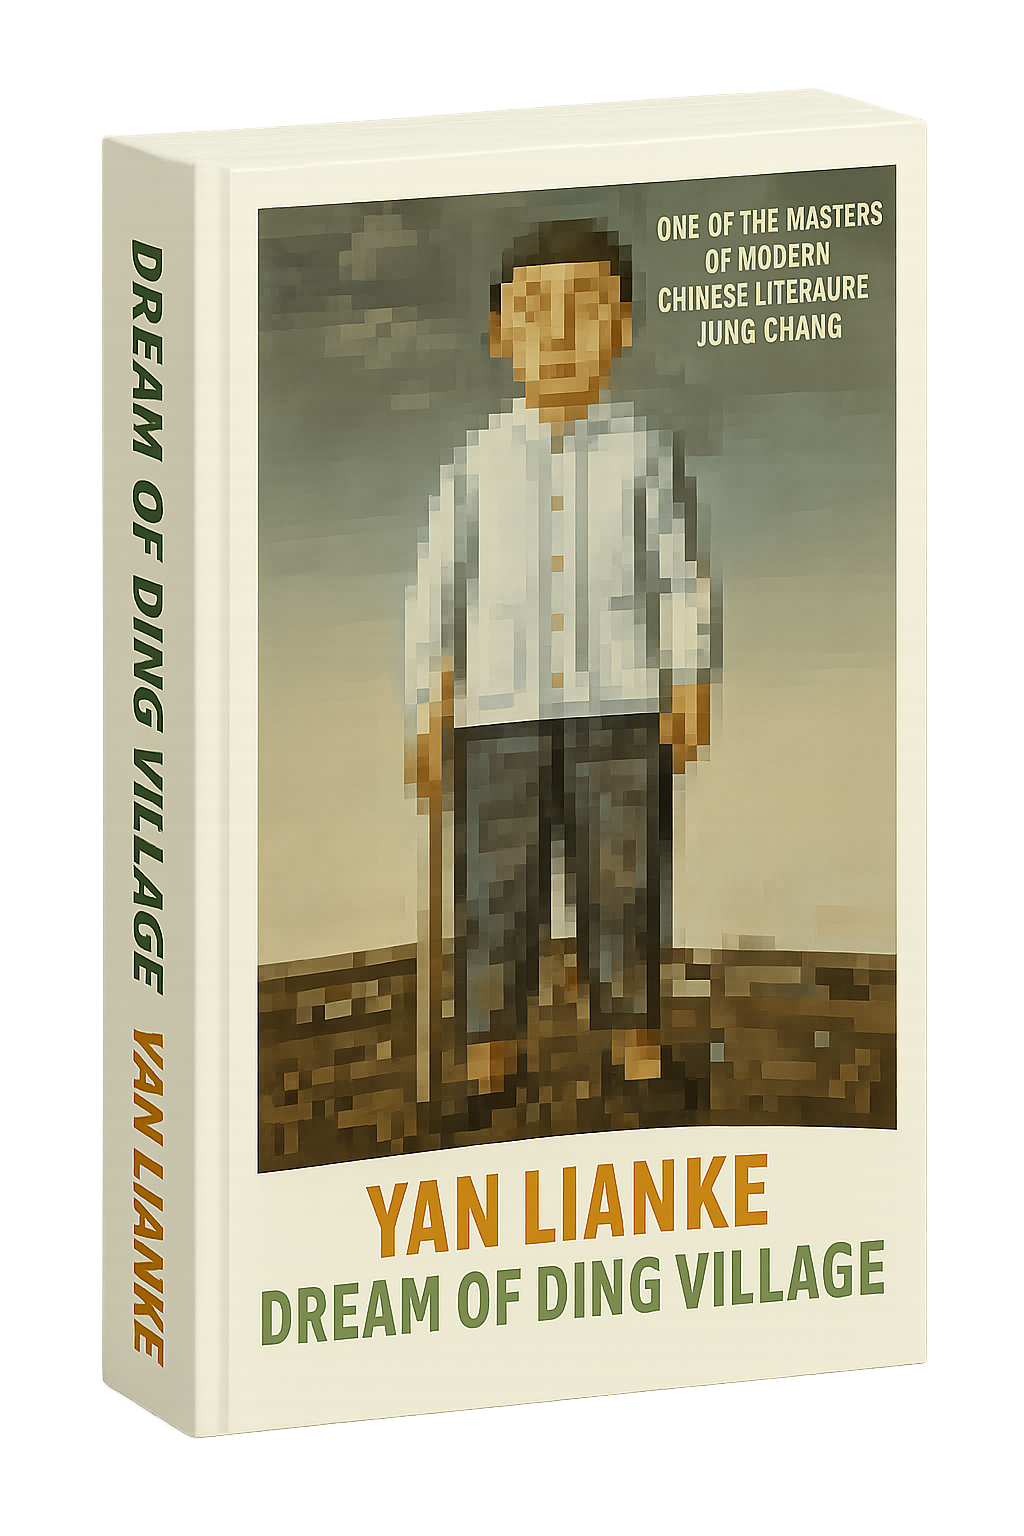 DREAM OF DING VILLAGE YAN LIANKE
ONE OF THE MASTERS
OF MODERN
CHINESE LITERAURE
JUNG CHANG
YAN LIANKE
DREAM OF DING VILLAGE